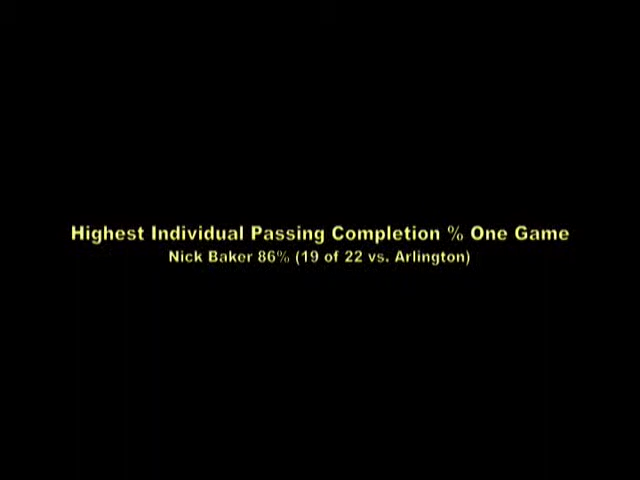 Highest Individual Passing Completion % One Game
Nick Baker 86% (19 of 22 vs. Arlington)